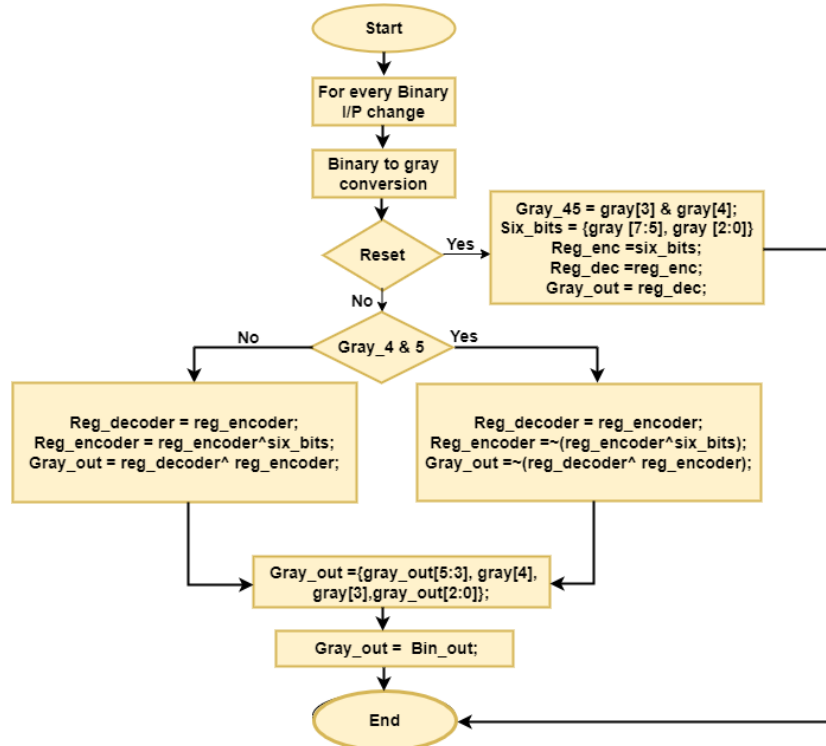 Start
For every Binary
I/P change
Binary to gray
conversion
Reset
Yes
Gray_45 = gray[3] & gray[4];
Six_bits = {gray [7:5], gray [2:0]}
Reg_enc =six_bits;
Reg_dec =reg_enc;
Gray_out = reg_dec;
No
Gray_4 & 5
No
Yes
Reg_decoder = reg_encoder;
Reg_encoder = reg_encoder^six_bits;
Gray_out = reg_decoder^ reg_encoder;
Reg_decoder = reg_encoder;
Reg_encoder =~(reg_encoder^six_bits);
Gray_out =~(reg_decoder^ reg_encoder);
Gray_out ={gray_out[5:3], gray[4],
gray[3],gray_out[2:0]};
Gray_out =  Bin_out;
End